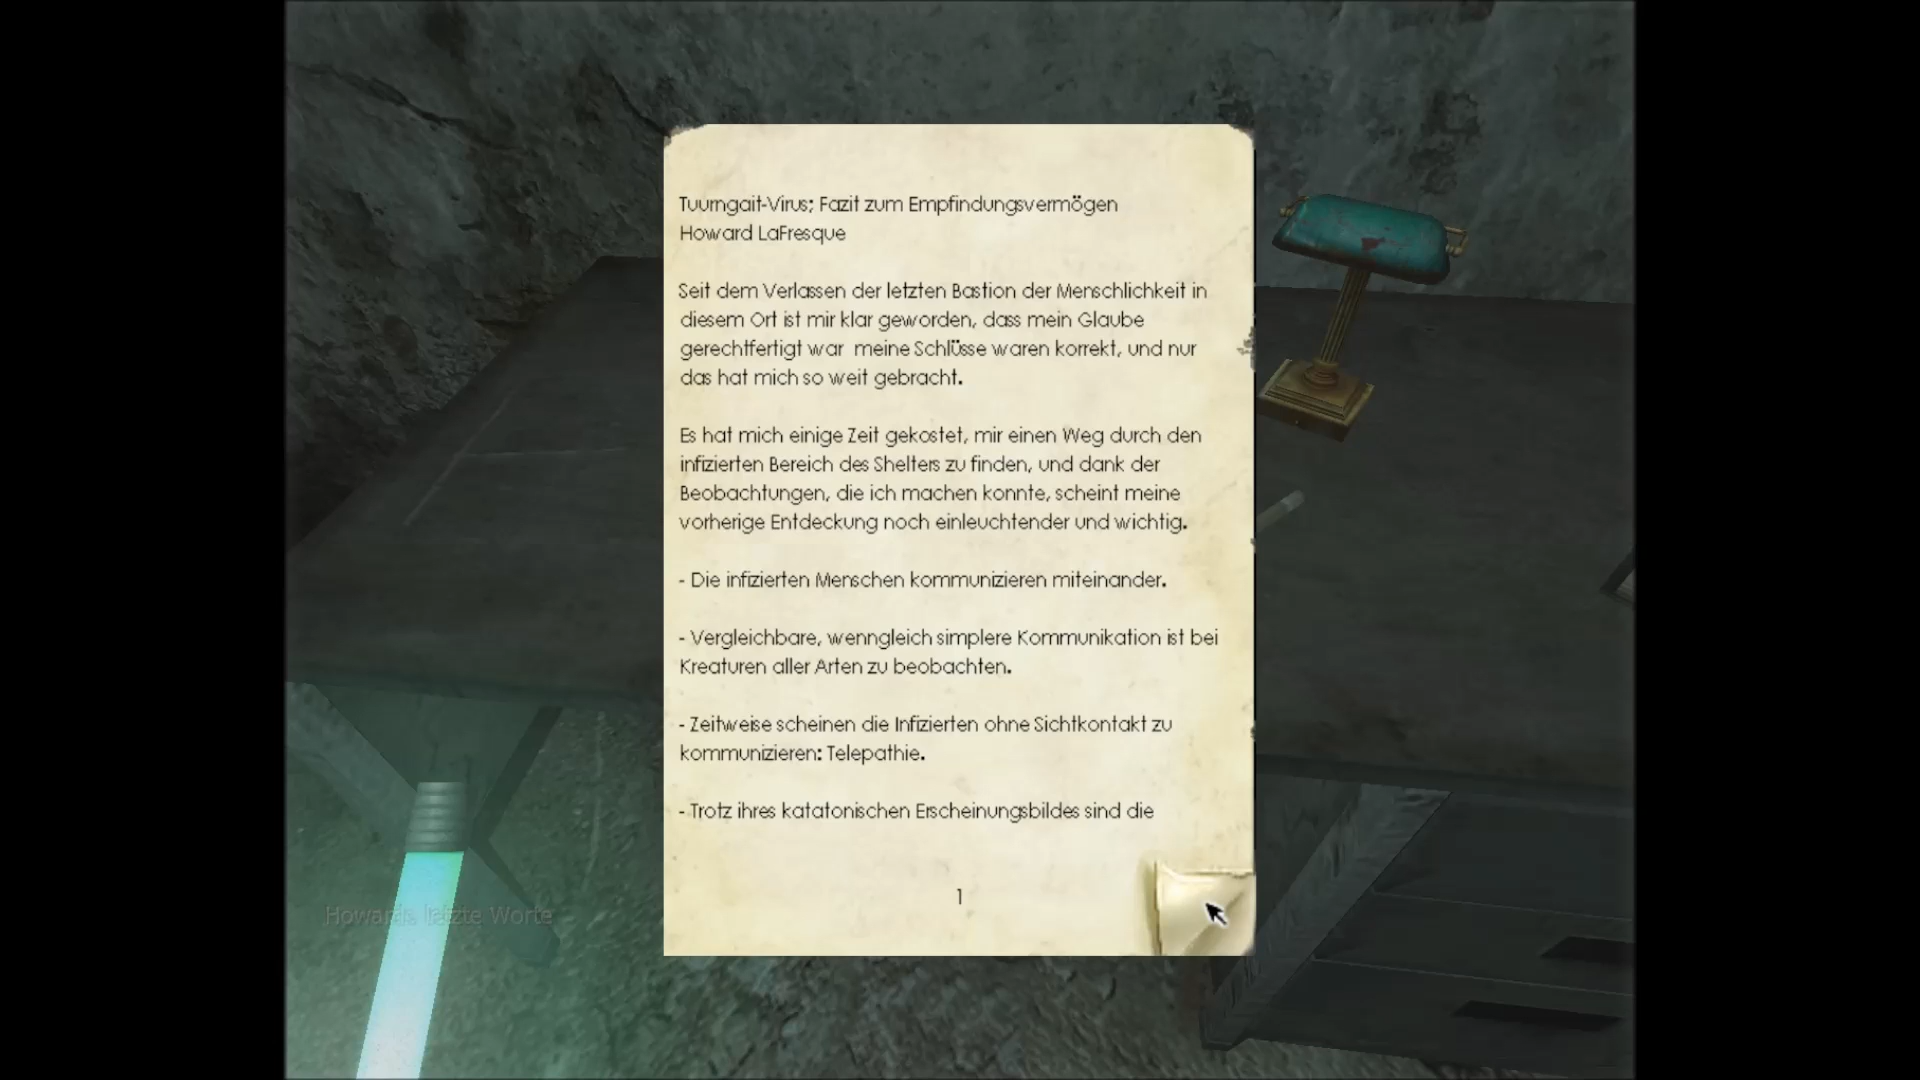 Tuurngait-Virus; Fazit zum Empfindungsvermögen
Howard LaFresque
Seit dem Verlassen der letzten Bastion der Menschlichkeit in
diesem Ort ist mir klar geworden, dass mein Glaube
gerechtfertigt war  meine Schlüsse waren korrekt, und nur
das hat mich so weit gebracht.
Es hat mich einige Zeit gekostet, mir einen Weg durch den
infizierten Bereich des Shelters zu finden, und dank der
Beobachtungen, die ich machen konnte, scheint meine
vorherige Entdeckung noch einleuchtender und wichtig.
- Die infizierten Menschen kommunizieren miteinander.
- Vergleichbare, wenngleich simplere Kommunikation ist bei
Kreaturen aller Arten zu beobachten.
- Zeitweise scheinen die Infizierten ohne Sichtkontakt zu
kommunizieren: Telepathie.
- Trotz ihres katatonischen Erscheinungsbildes sind die
1
Howards letzte Worte